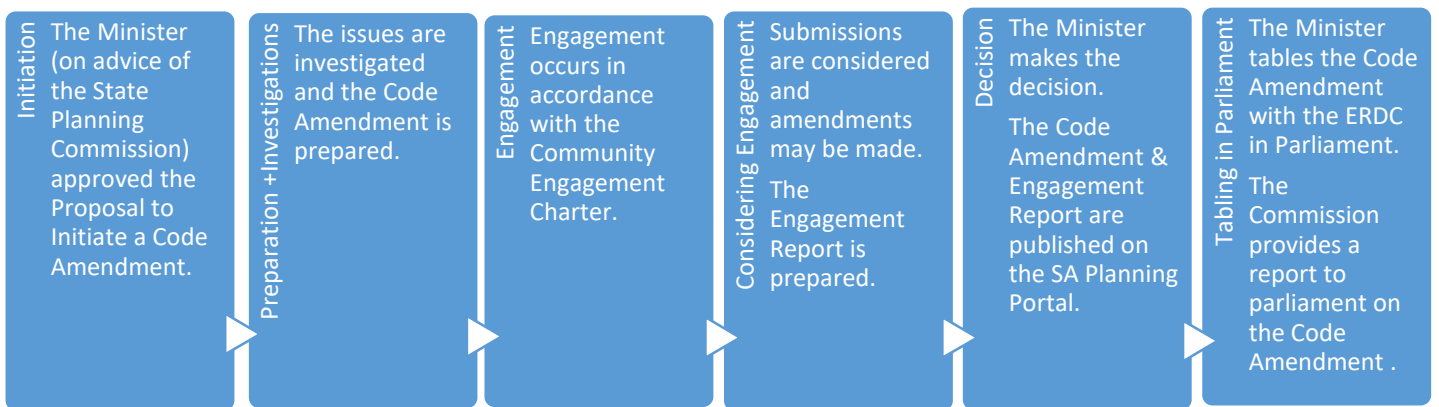 Initiation
The Minister
(on advice of
the State
Planning
Commission)
approved the
Proposal to
Initiate a Code
Amendment.
Preparation +Investigations
The issues are
investigated
and the Code
Amendment is
prepared.
Engagement
Engagement
occurs in
accordance
with the
Community
Engagement
Charter.
Considering Engagement
Submissions
are considered
and
amendments
may be made.
The
Engagement
Report is
prepared.
Decision
The Minister
makes the
decision.
The Code
Amendment &
Engagement
Report are
published on
the SA Planning
Portal.
Tabling in Parliament
The Minister
tables the Code
Amendment
with the ERDC
in Parliament.
The
Commission
provides a
report to
parliament on
the Code
Amendment .